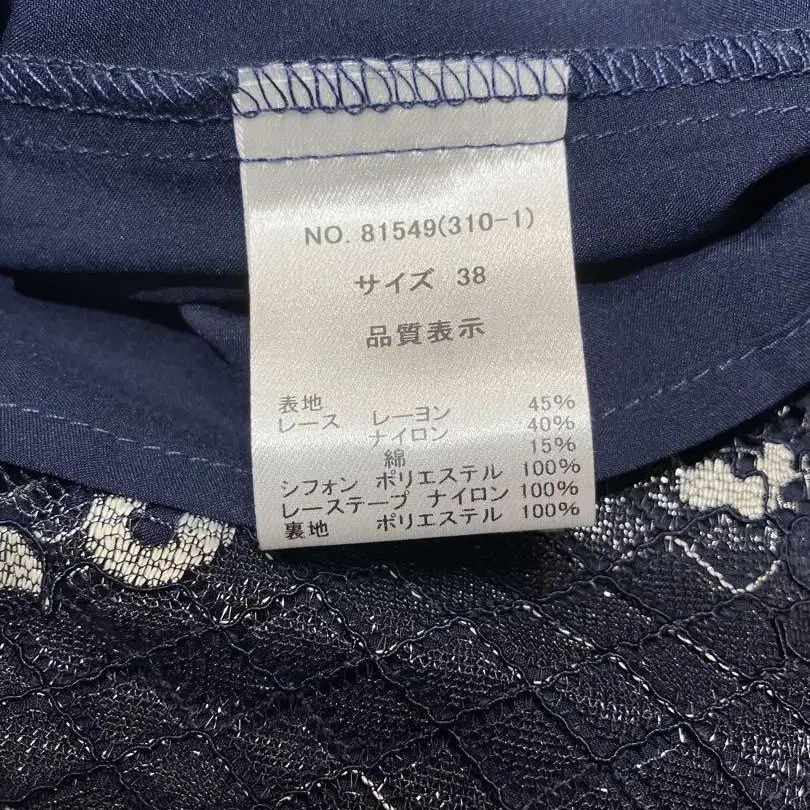 NO. 81549(310-1)
サイズ 38
品質表示
表地
レース レーヨン 45%
ナイロン 40%
綿 15%
シフォン ポリエステル 100%
レーステープ ナイロン 100%
裏地 ポリエステル 100%